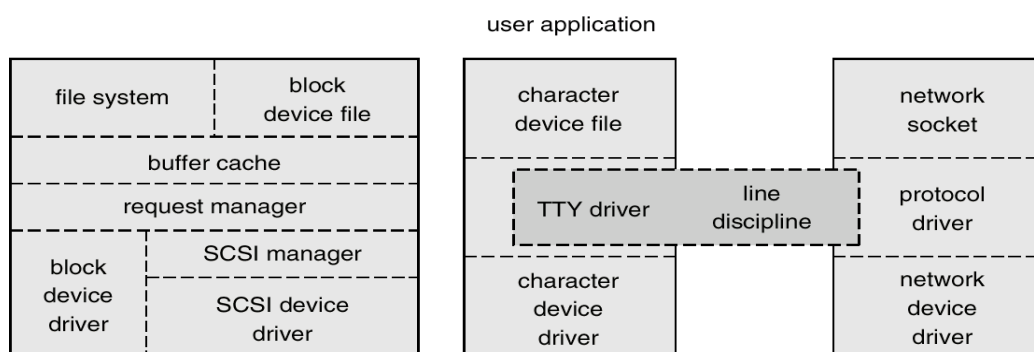 user application
file system
block
device file
buffer cache
request manager
block
device
driver
SCSI manager
SCSI device
driver
character
device file
TTY driver
line
discipline
character
device
driver
network
socket
protocol
driver
network
device
driver